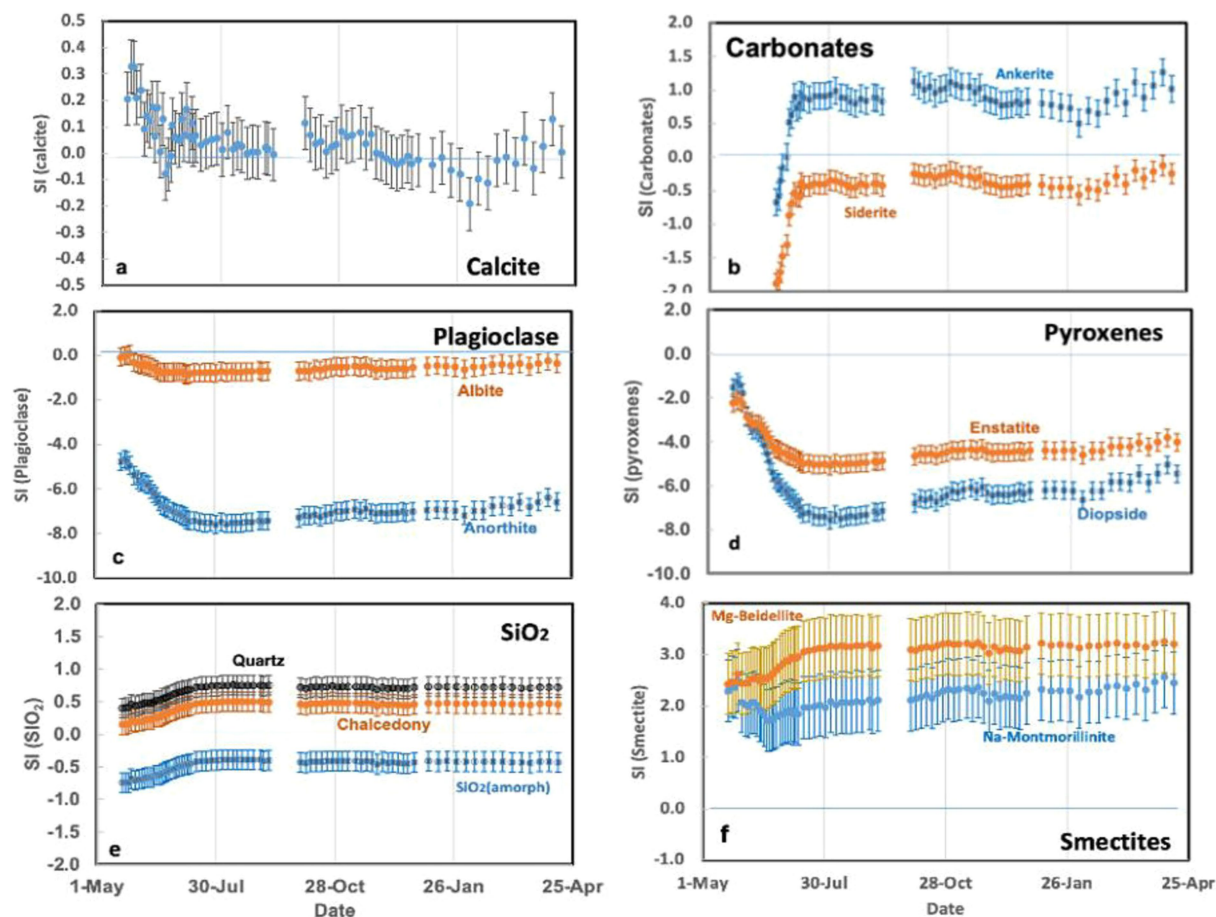 0.5
0.4
0.3
0.2
0.1
0.0
-0.1
-0.2
-0.3
-0.4
-0.5
SI (calcite)
a
Calcite
2.0
1.5
1.0
0.5
0.0
-0.5
-1.0
-1.5
-2.0
SI (Carbonates)
Carbonates
Ankerite
Siderite
b
2.0
0.0
-2.0
-4.0
-6.0
-8.0
-10.0
SI (Plagioclase)
Plagioclase
Albite
Anorthite
c
2.0
0.0
-2.0
-4.0
-6.0
-8.0
-10.0
SI (pyroxenes)
Pyroxenes
Enstatite
Diopside
d
2.0
1.5
1.0
0.5
0.0
-0.5
-1.0
-1.5
-2.0
SI (SIO2)
SiO2
Quartz
Chalcedony
SiO2(amorph)
e
1-May
30-Jul
28-Oct
26-Jan
25-Apr
Date
4.0
3.0
2.0
1.0
0.0
-1.0
SI (Smectite)
Mg-Beidellite
Na-Montmorillinite
f
Smectites
1-May
30-Jul
28-Oct
26-Jan
25-Apr
Date